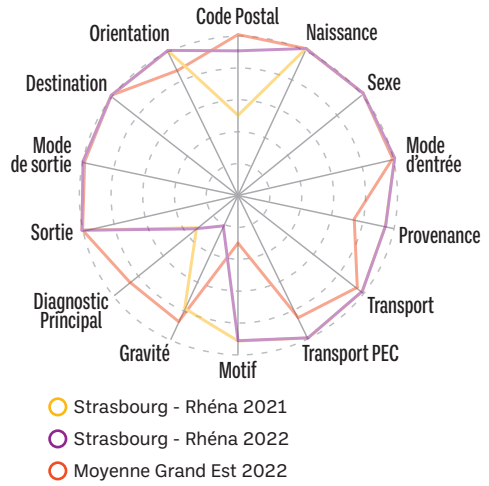 Code Postal
Naissance
Sexe
Mode
d'entrée
Provenance
Transport
Transport PEC
Motif
Gravité
Diagnostic
Principal
Sortie
Mode
de sortie
Destination
Orientation
Strasbourg - Rhéna 2021
Strasbourg - Rhéna 2022
Moyenne Grand Est 2022